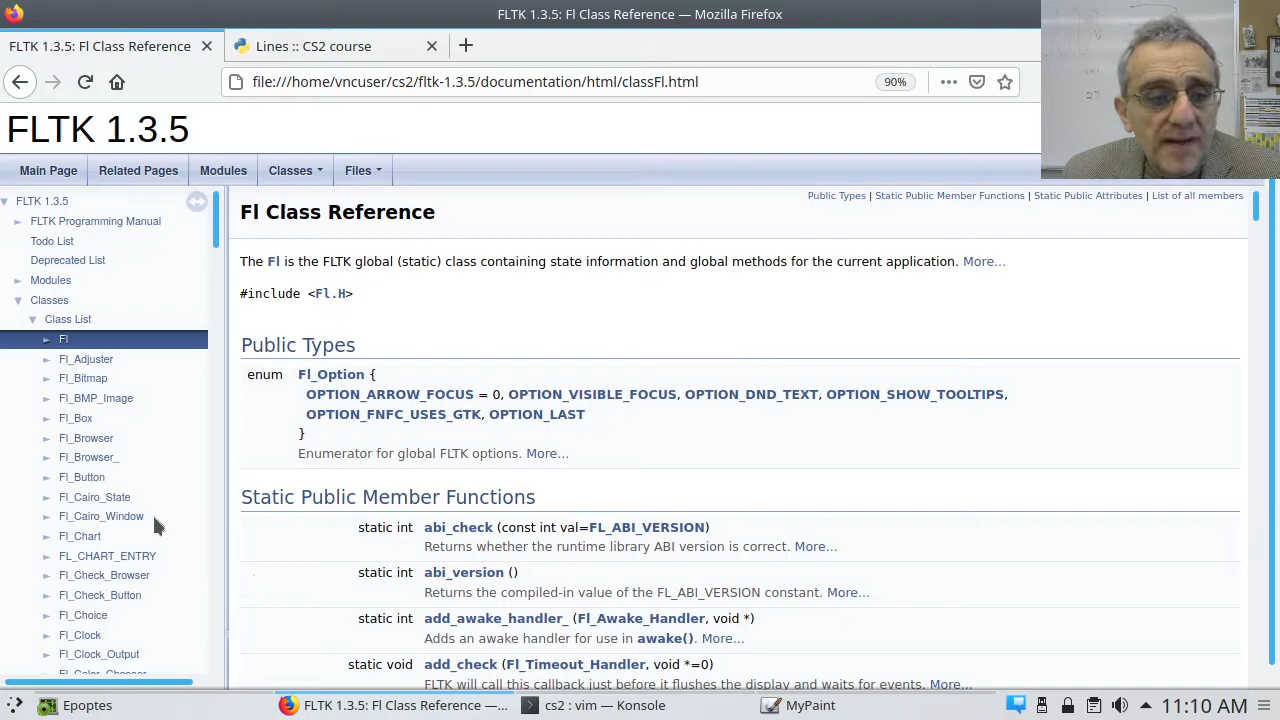 FLTK 1.3.5: Fl Class Reference — Mozilla Firefox
FLTK 1.3.5: Fl Class Reference
Lines :: CS2 course
file:///home/vncuser/cs2/fltk-1.3.5/documentation/html/classFl.html
90%
FLTK 1.3.5
Main Page
Related Pages
Modules
Classes
Files
FLTK 1.3.5
FLTK Programming Manual
Todo List
Deprecated List
Modules
Classes
Class List
Fl
Fl_Adjuster
Fl_Bitmap
Fl_BMP_Image
Fl_Box
Fl_Browser
Fl_Browser_
Fl_Button
Fl_Cairo_State
Fl_Cairo_Window
Fl_Chart
FL_CHART_ENTRY
Fl_Check_Browser
Fl_Check_Button
Fl_Choice
Fl_Clock
Fl_Clock_Output
Public Types | Static Public Member Functions | Static Public Attributes | List of all members
Fl Class Reference
The Fl is the FLTK global (static) class containing state information and global methods for the current application. More...
#include <Fl.H>
Public Types
enum Fl_Option {
OPTION_ARROW_FOCUS = 0, OPTION_VISIBLE_FOCUS, OPTION_DND_TEXT, OPTION_SHOW_TOOLTIPS,
OPTION_FNFC_USES_GTK, OPTION_LAST
}
Enumerator for global FLTK options. More...
Static Public Member Functions
static int abi_check (const int val=FL_ABI_VERSION)
Returns whether the runtime library ABI version is correct. More...
static int abi_version ()
Returns the compiled-in value of the FL_ABI_VERSION constant. More...
static int add_awake_handler_ (Fl_Awake_Handler, void *)
Adds an awake handler for use in awake(). More...
static void add_check (Fl_Timeout_Handler, void *=0)
FLTK will call this callback just before it flushes the display and waits for events. More...
Epoptes
FLTK 1.3.5: Fl Class Reference —...
cs2 : vim — Konsole
MyPaint
11:10 AM